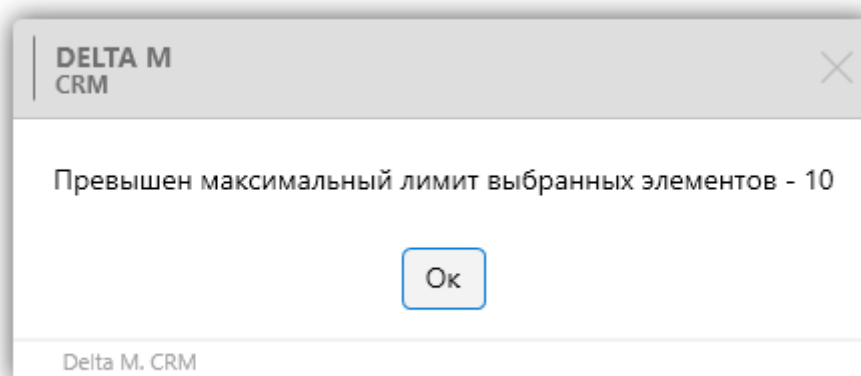 DELTA M
CRM
Превышен максимальный лимит выбранных элементов - 10
Ок
Delta M. CRM